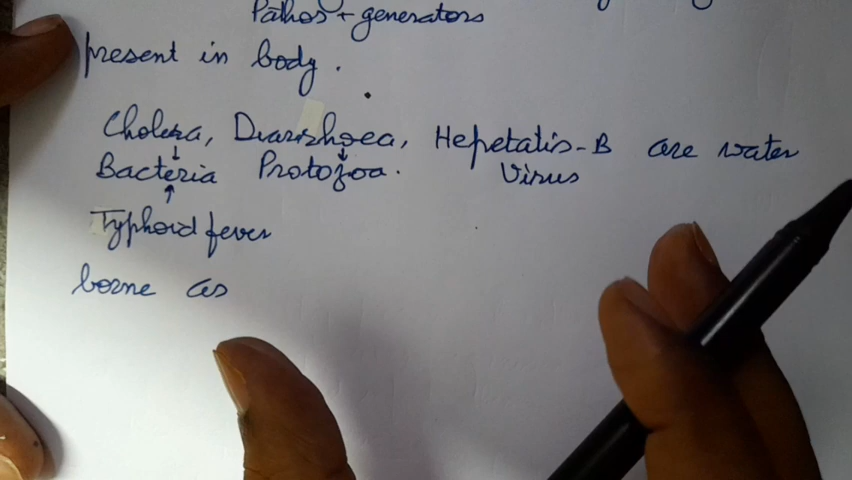 Pathos + generators
present in body.
Cholera, Diarrhoea, Hepetatis-B are water
Bacteria Protozoa. Virus
Typhoid fever
borne as